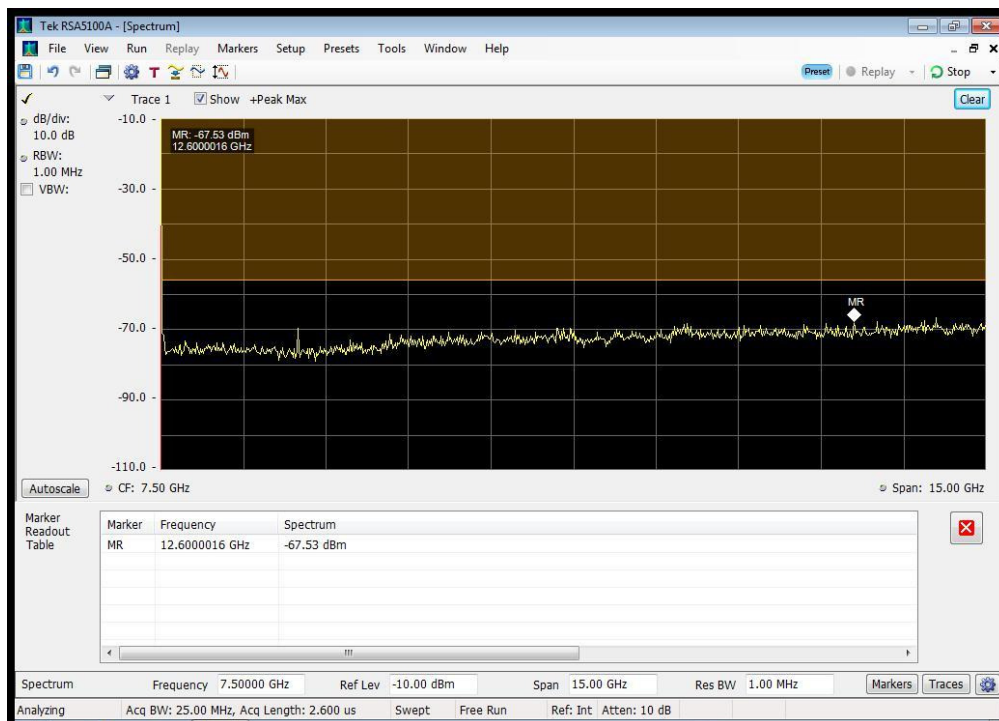 Tek RSA5100A - [Spectrum]
File View Run Replay Markers Setup Presets Tools Window Help
T Preset Replay Stop
Trace 1 Show +Peak Max Clear
dB/div:
10.0 dB
RBW:
1.00 MHz
VBW:
-10.0
-30.0
-50.0
-70.0
-90.0
-110.0
MR: -67.53 dBm
12.6000016 GHz
MR
Autoscale CF: 7.50 GHz Span: 15.00 GHz
Marker
Readout
Table
Marker Frequency Spectrum
MR 12.6000016 GHz -67.53 dBm
Spectrum Frequency 7.50000 GHz Ref Lev -10.00 dBm Span 15.00 GHz Res BW 1.00 MHz Markers Traces
Analyzing Acq BW: 25.00 MHz, Acq Length: 2.600 us Swept Free Run Ref: Int Atten: 10 dB